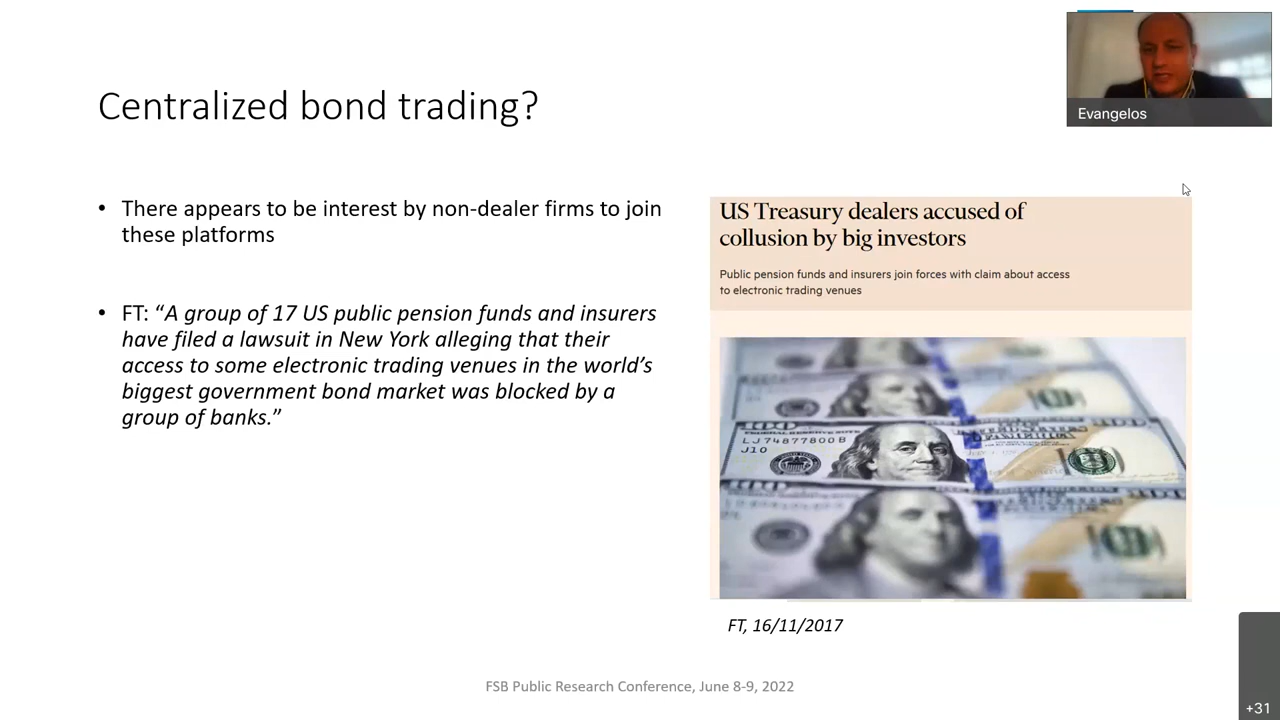 Evangelos
Centralized bond trading?
• There appears to be interest by non-dealer firms to join
these platforms
• FT: “A group of 17 US public pension funds and insurers
have filed a lawsuit in New York alleging that their
access to some electronic trading venues in the world’s
biggest government bond market was blocked by a
group of banks.”
US Treasury dealers accused of
collusion by big investors
Public pension funds and insurers join forces with claim about access
to electronic trading venues
100
LJ74877800B
J10
FT, 16/11/2017
FSB Public Research Conference, June 8-9, 2022
+31